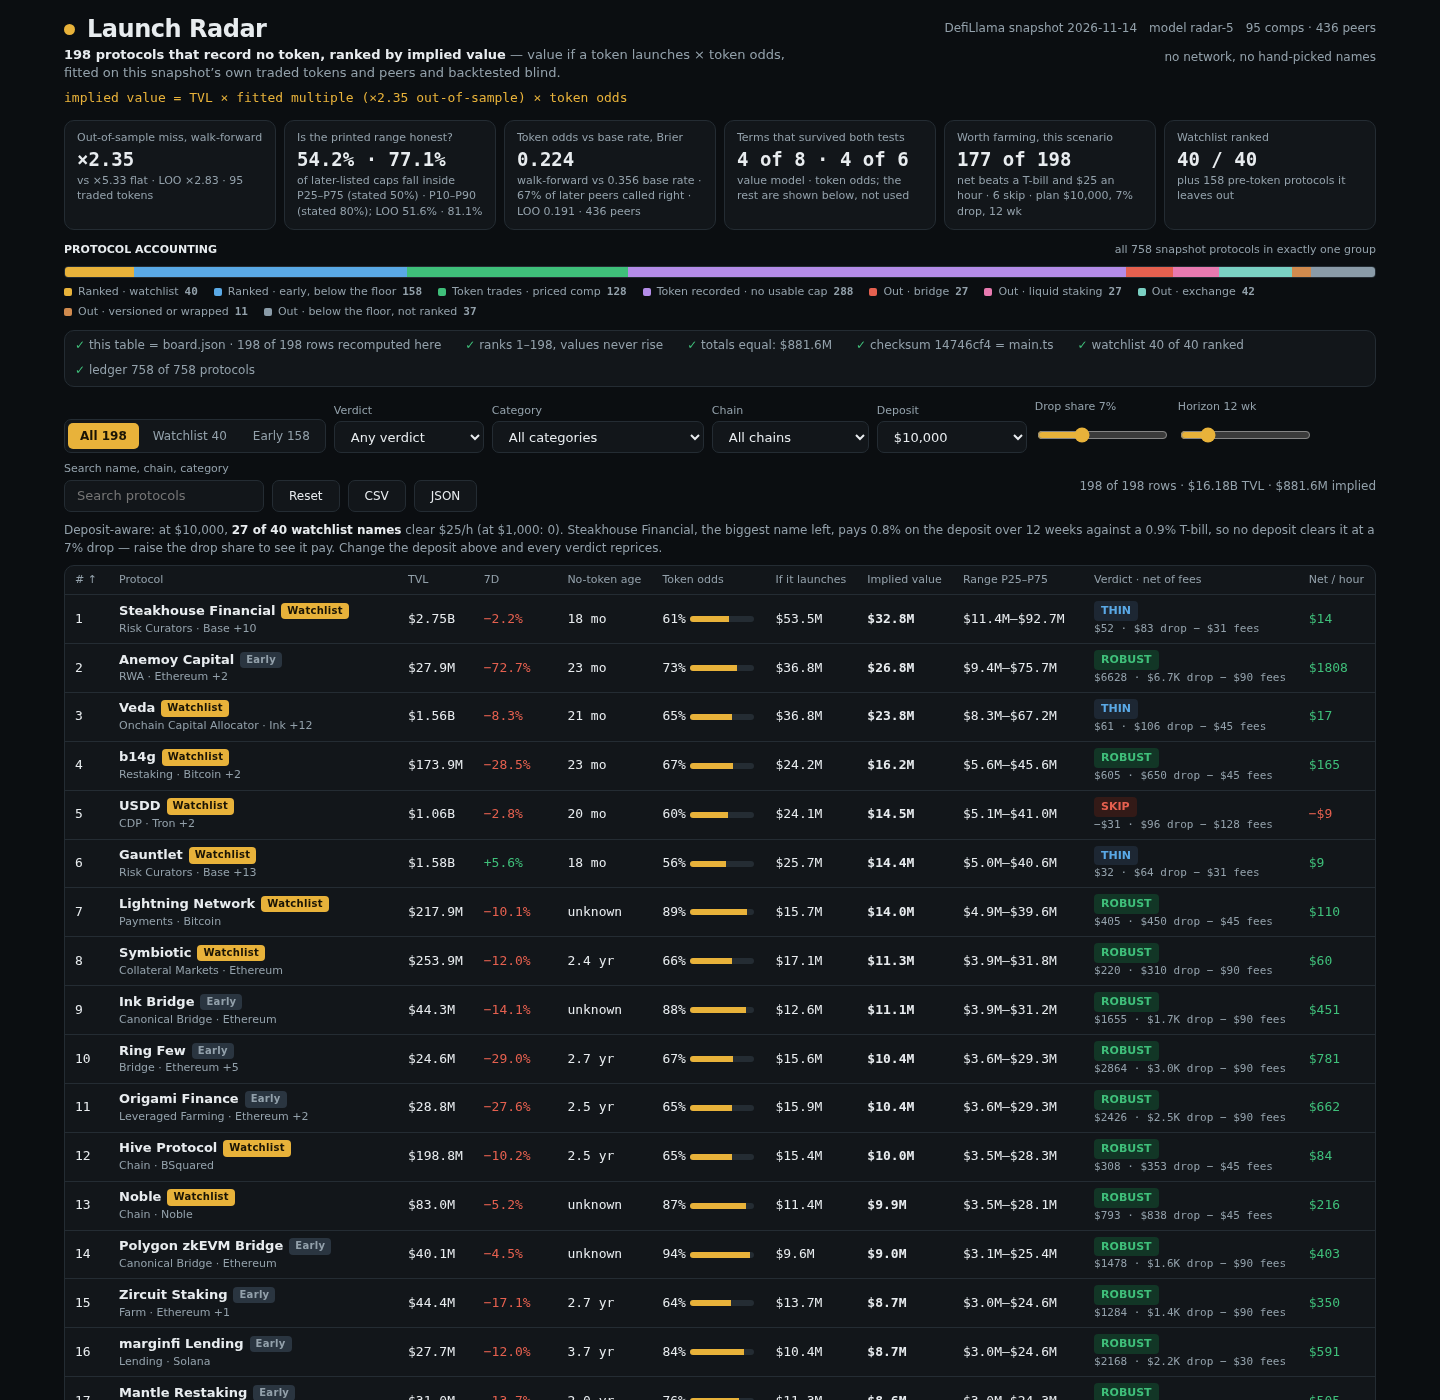 Launch Radar
DefiLlama snapshot 2026-11-14 model radar-5 95 comps · 436 peers
198 protocols that record no token, ranked by implied value — value if a token launches × token odds,
no network, no hand-picked names
fitted on this snapshot’s own traded tokens and peers and backtested blind.
implied value = TVL × fitted multiple (×2.35 out-of-sample) × token odds
Out-of-sample miss, walk-forward
×2.35
vs ×5.33 flat · LOO ×2.83 · 95
traded tokens
Is the printed range honest?
54.2% · 77.1%
of later-listed caps fall inside
P25–P75 (stated 50%) · P10–P90
(stated 80%); LOO 51.6% · 81.1%
Token odds vs base rate, Brier
0.224
walk-forward vs 0.356 base rate ·
67% of later peers called right ·
LOO 0.191 · 436 peers
Terms that survived both tests
4 of 8 · 4 of 6
value model · token odds; the
rest are shown below, not used
Worth farming, this scenario
177 of 198
net beats a T-bill and $25 an
hour · 6 skip · plan $10,000, 7%
drop, 12 wk
Watchlist ranked
40 / 40
plus 158 pre-token protocols it
leaves out
PROTOCOL ACCOUNTING
all 758 snapshot protocols in exactly one group
Ranked · watchlist 40 Ranked · early, below the floor 158 Token trades · priced comp 128 Token recorded · no usable cap 288 Out · bridge 27 Out · liquid staking 27 Out · exchange 42
Out · versioned or wrapped 11 Out · below the floor, not ranked 37
✓ this table = board.json · 198 of 198 rows recomputed here ✓ ranks 1–198, values never rise ✓ totals equal: $881.6M ✓ checksum 14746cf4 = main.ts ✓ watchlist 40 of 40 ranked
✓ ledger 758 of 758 protocols
Verdict Category Chain Deposit Drop share 7% Horizon 12 wk
All 198 Watchlist 40 Early 158 Any verdict All categories All chains $10,000
Search name, chain, category
Search protocols Reset CSV JSON
198 of 198 rows · $16.18B TVL · $881.6M implied
Deposit-aware: at $10,000, 27 of 40 watchlist names clear $25/h (at $1,000: 0). Steakhouse Financial, the biggest name left, pays 0.8% on the deposit over 12 weeks against a 0.9% T-bill, so no deposit clears it at a
7% drop — raise the drop share to see it pay. Change the deposit above and every verdict reprices.
# ↑ Protocol TVL 7D No-token age Token odds If it launches Implied value Range P25–P75 Verdict · net of fees Net / hour
1 Steakhouse Financial Watchlist $2.75B −2.2% 18 mo 61% $53.5M $32.8M $11.4M–$92.7M THIN $14
Risk Curators · Base +10 $52 · $83 drop − $31 fees
2 Anemoy Capital Early $27.9M −72.7% 23 mo 73% $36.8M $26.8M $9.4M–$75.7M ROBUST $1808
RWA · Ethereum +2 $6628 · $6.7K drop − $90 fees
3 Veda Watchlist $1.56B −8.3% 21 mo 65% $36.8M $23.8M $8.3M–$67.2M THIN $17
Onchain Capital Allocator · Ink +12 $61 · $106 drop − $45 fees
4 b14g Watchlist $173.9M −28.5% 23 mo 67% $24.2M $16.2M $5.6M–$45.6M ROBUST $165
Restaking · Bitcoin +2 $605 · $650 drop − $45 fees
5 USDD Watchlist $1.06B −2.8% 20 mo 60% $24.1M $14.5M $5.1M–$41.0M SKIP −$9
CDP · Tron +2 −$31 · $96 drop − $128 fees
6 Gauntlet Watchlist $1.58B +5.6% 18 mo 56% $25.7M $14.4M $5.0M–$40.6M THIN $9
Risk Curators · Base +13 $32 · $64 drop − $31 fees
7 Lightning Network Watchlist $217.9M −10.1% unknown 89% $15.7M $14.0M $4.9M–$39.6M ROBUST $110
Payments · Bitcoin $405 · $450 drop − $45 fees
8 Symbiotic Watchlist $253.9M −12.0% 2.4 yr 66% $17.1M $11.3M $3.9M–$31.8M ROBUST $60
Collateral Markets · Ethereum $220 · $310 drop − $90 fees
9 Ink Bridge Early $44.3M −14.1% unknown 88% $12.6M $11.1M $3.9M–$31.2M ROBUST $451
Canonical Bridge · Ethereum $1655 · $1.7K drop − $90 fees
10 Ring Few Early $24.6M −29.0% 2.7 yr 67% $15.6M $10.4M $3.6M–$29.3M ROBUST $781
Bridge · Ethereum +5 $2864 · $3.0K drop − $90 fees
11 Origami Finance Early $28.8M −27.6% 2.5 yr 65% $15.9M $10.4M $3.6M–$29.3M ROBUST $662
Leveraged Farming · Ethereum +2 $2426 · $2.5K drop − $90 fees
12 Hive Protocol Watchlist $198.8M −10.2% 2.5 yr 65% $15.4M $10.0M $3.5M–$28.3M ROBUST $84
Chain · BSquared $308 · $353 drop − $45 fees
13 Noble Watchlist $83.0M −5.2% unknown 87% $11.4M $9.9M $3.5M–$28.1M ROBUST $216
Chain · Noble $793 · $838 drop − $45 fees
14 Polygon zkEVM Bridge Early $40.1M −4.5% unknown 94% $9.6M $9.0M $3.1M–$25.4M ROBUST $403
Canonical Bridge · Ethereum $1478 · $1.6K drop − $90 fees
15 Zircuit Staking Early $44.4M −17.1% 2.7 yr 64% $13.7M $8.7M $3.0M–$24.6M ROBUST $350
Farm · Ethereum +1 $1284 · $1.4K drop − $90 fees
16 marginfi Lending Early $27.7M −12.0% 3.7 yr 84% $10.4M $8.7M $3.0M–$24.6M ROBUST $591
Lending · Solana $2168 · $2.2K drop − $30 fees
Mantle Restaking Early ROBUST